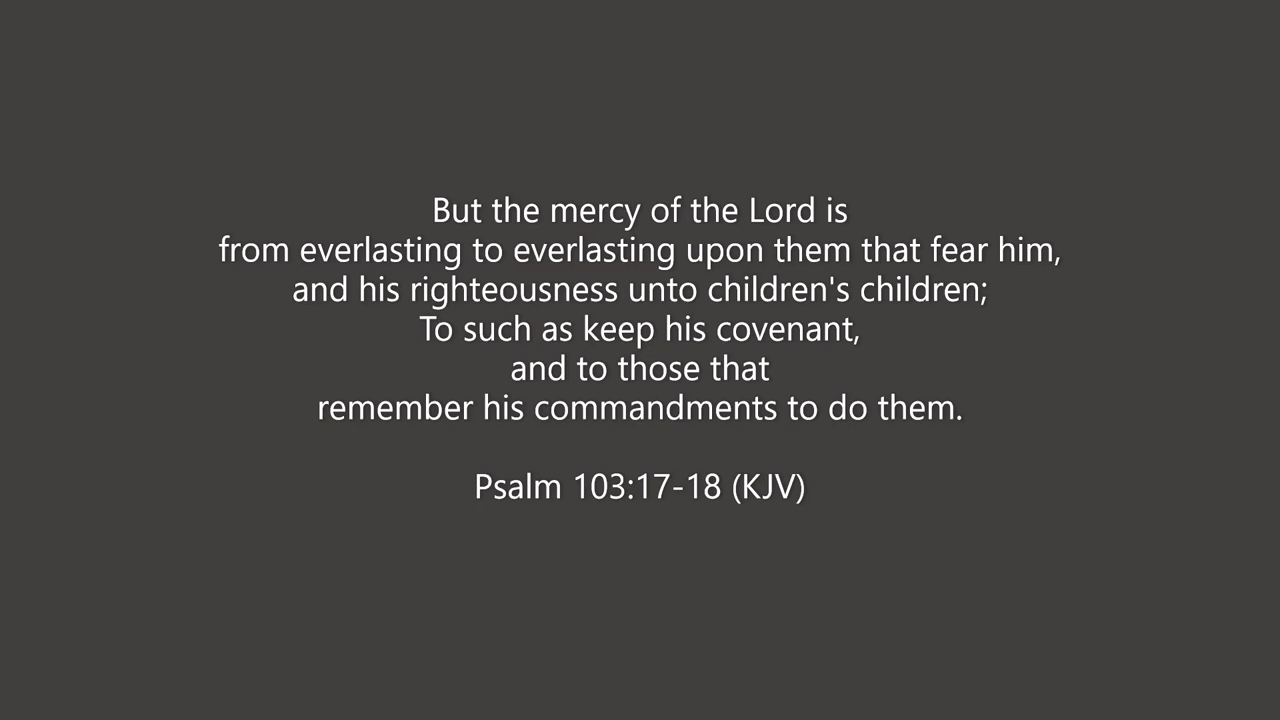 But the mercy of the Lord is
from everlasting to everlasting upon them that fear him,
and his righteousness unto children's children;
To such as keep his covenant,
and to those that
remember his commandments to do them.
Psalm 103:17-18 (KJV)